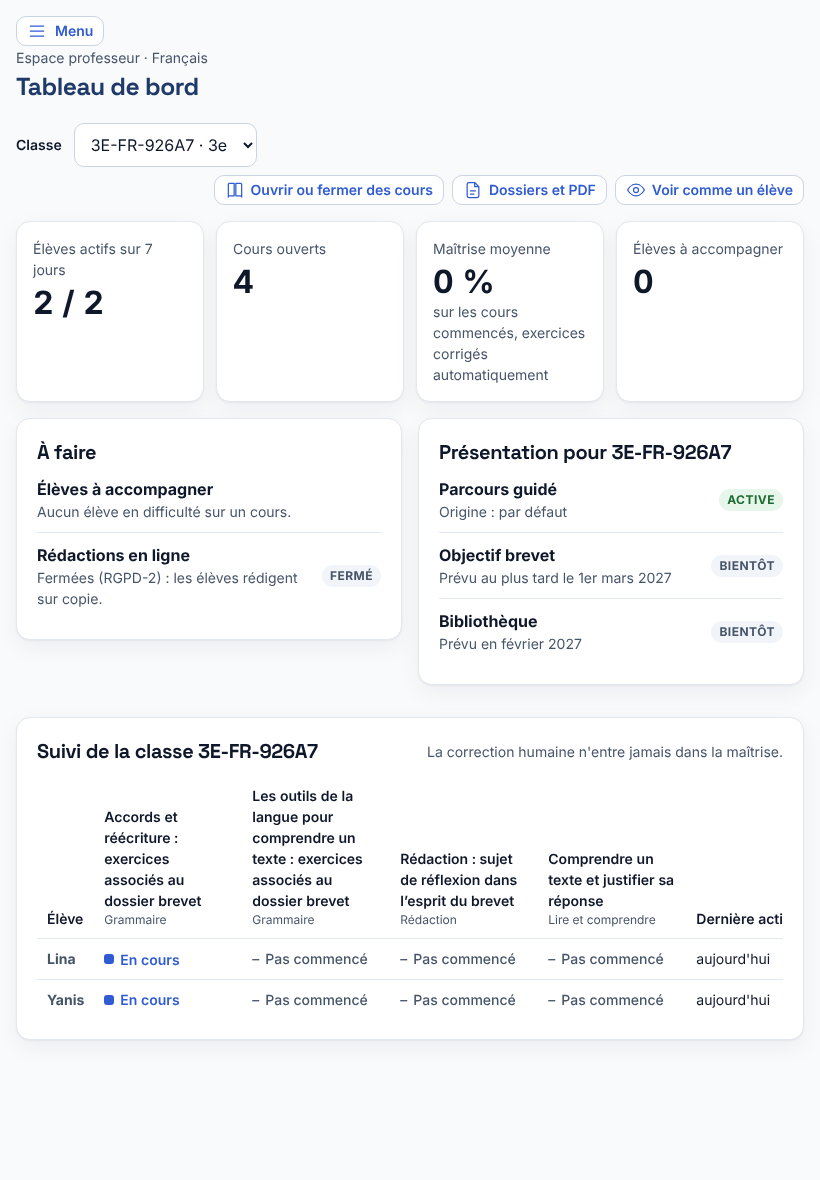 Menu
Espace professeur · Français
Tableau de bord
Classe
3E-FR-926A7 · 3e
Ouvrir ou fermer des cours
Dossiers et PDF
Voir comme un élève
Élèves actifs sur 7
jours
2 / 2
Cours ouverts
4
Maîtrise moyenne
0 %
sur les cours
commencés, exercices
corrigés
automatiquement
Élèves à accompagner
0
À faire
Élèves à accompagner
Aucun élève en difficulté sur un cours.
Rédactions en ligne
Fermées (RGPD-2) : les élèves rédigent
sur copie.
FERMÉ
Présentation pour 3E-FR-926A7
Parcours guidé
Origine : par défaut
ACTIVE
Objectif brevet
Prévu au plus tard le 1er mars 2027
BIENTÔT
Bibliothèque
Prévu en février 2027
BIENTÔT
Suivi de la classe 3E-FR-926A7
La correction humaine n'entre jamais dans la maîtrise.
Élève
Accords et
réécriture :
exercices
associés au
dossier brevet
Grammaire
Les outils de la
langue pour
comprendre un
texte : exercices
associés au
dossier brevet
Grammaire
Rédaction : sujet
de réflexion dans
l’esprit du brevet
Rédaction
Comprendre un
texte et justifier sa
réponse
Lire et comprendre
Dernière acti
Lina En cours – Pas commencé – Pas commencé – Pas commencé aujourd'hui
Yanis En cours – Pas commencé – Pas commencé – Pas commencé aujourd'hui